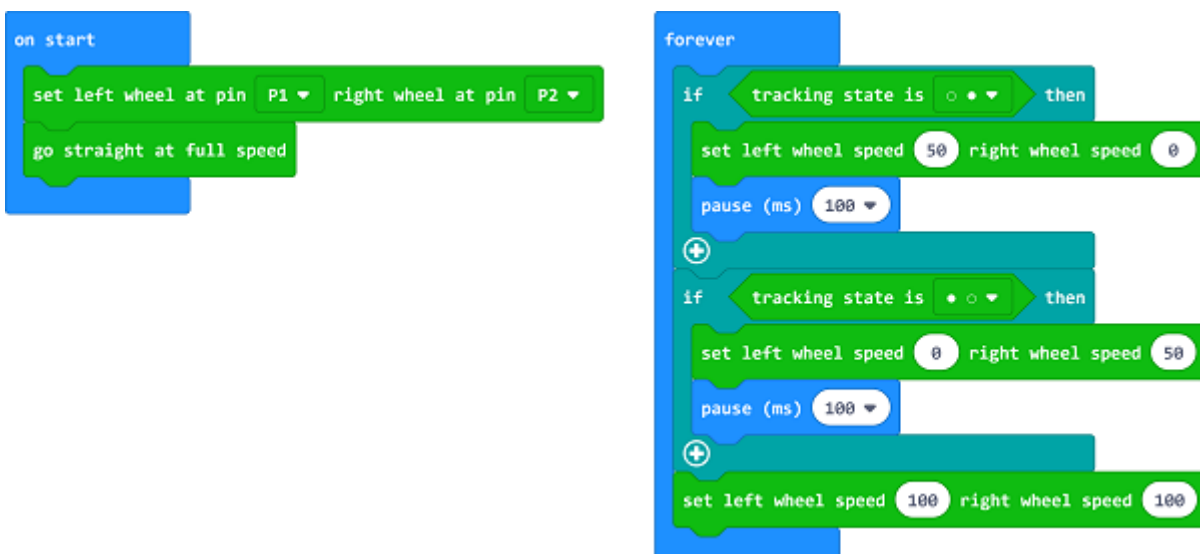 on start
set left wheel at pin P1 right wheel at pin P2
go straight at full speed
forever
if tracking state is ○ ● then
set left wheel speed 50 right wheel speed 0
pause (ms) 100
if tracking state is ● ○ then
set left wheel speed 0 right wheel speed 50
pause (ms) 100
set left wheel speed 100 right wheel speed 100